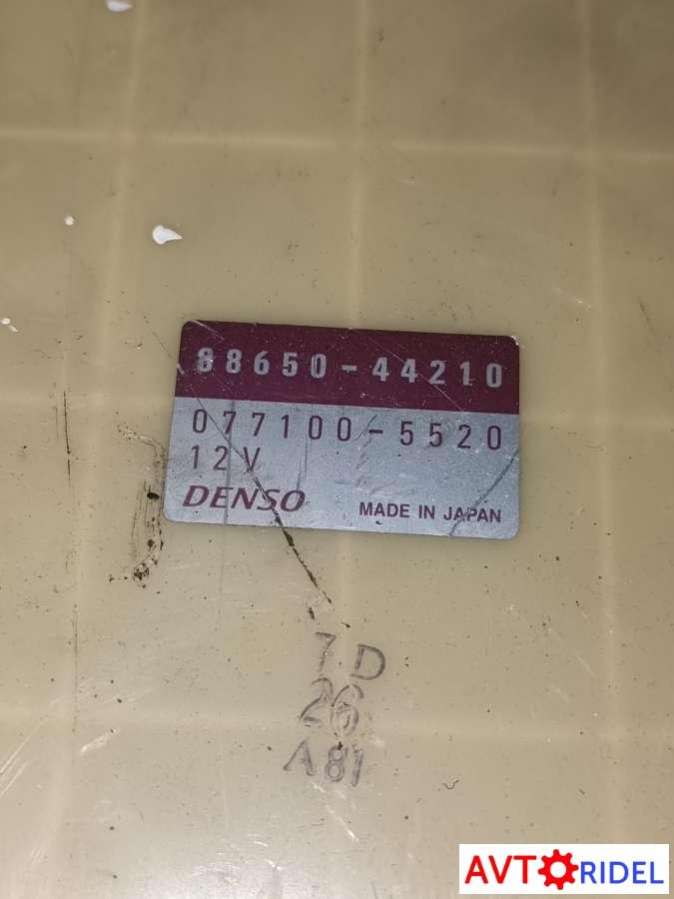 88650-44210
077100-5520
12V
DENSO MADE IN JAPAN
7D
26
A81
AVTORIDEL